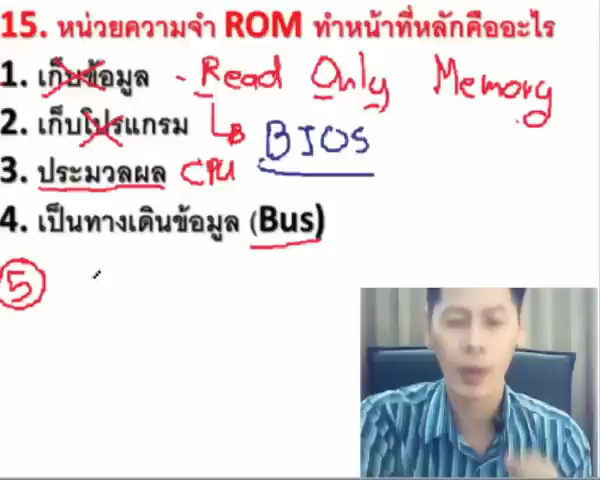 15. หน่วยความจำ ROM ทำหน้าที่หลักคืออะไร
1. เก็บข้อมูล - Read Only Memory
2. เก็บโปรแกรม BIOS
3. ประมวลผล CPU
4. เป็นทางเดินข้อมูล (Bus)
5